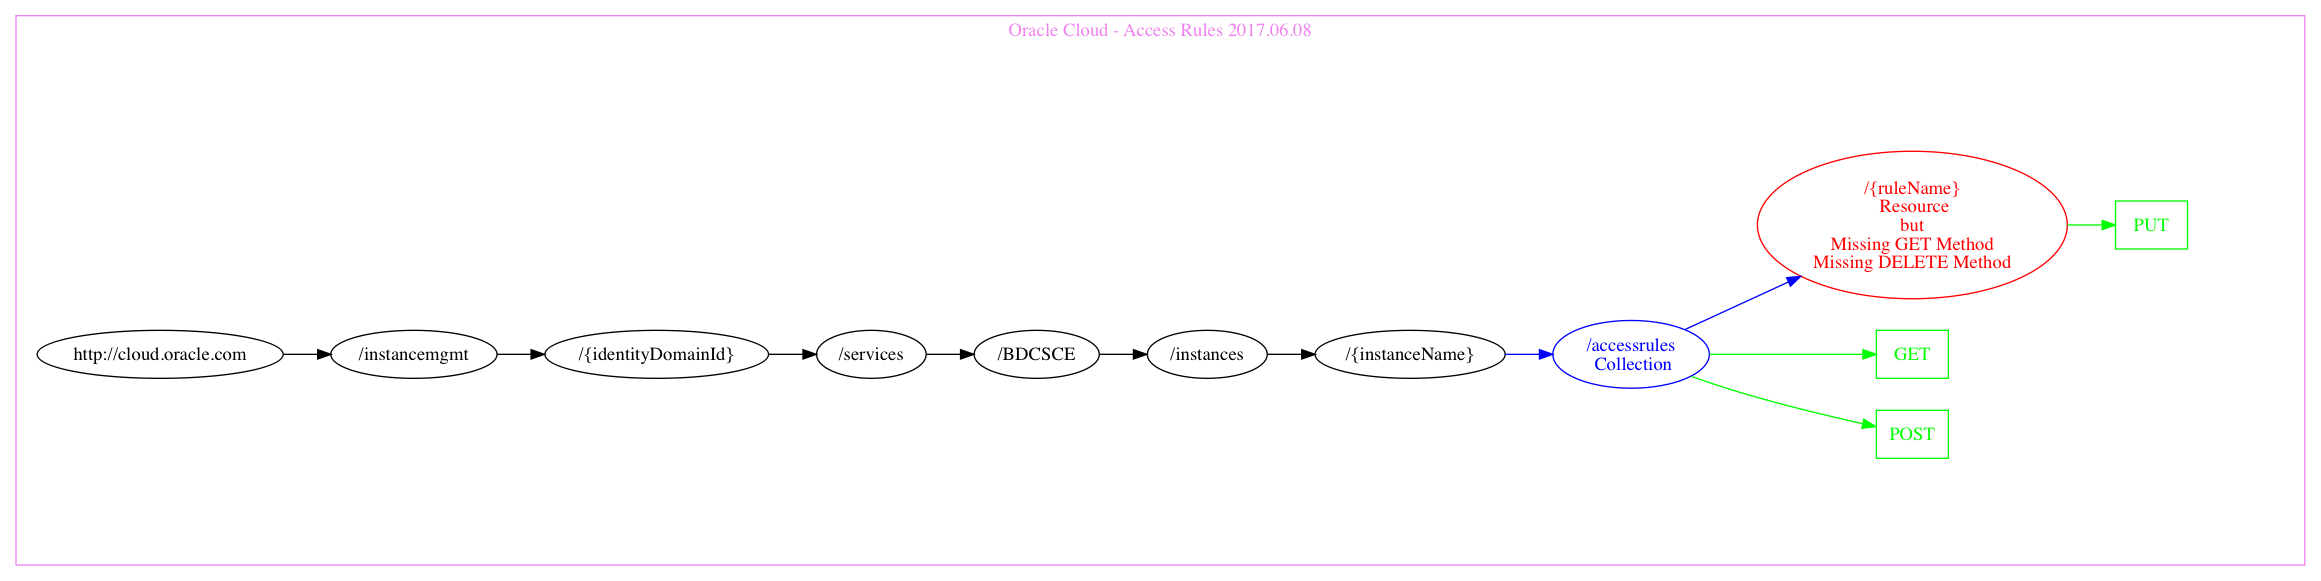 Oracle Cloud - Access Rules 2017.06.08
http://cloud.oracle.com
/instancemgmt
/{identityDomainId}
/services
/BDCSCE
/instances
/{instanceName}
/accessrules
Collection
/{ruleName}
Resource
but
Missing GET Method
Missing DELETE Method
PUT
GET
POST